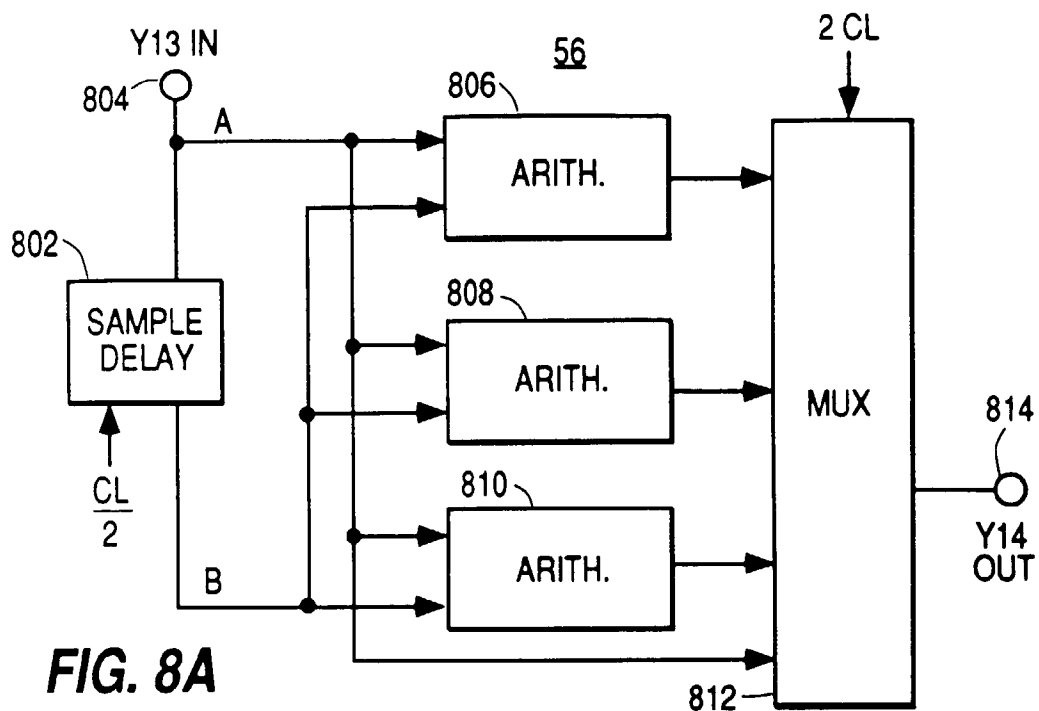 Y13 IN
804
A
56
2 CL
806
ARITH.
802
SAMPLE
DELAY
808
ARITH.
MUX
814
CL
2
810
ARITH.
Y14
OUT
B
812
FIG. 8A